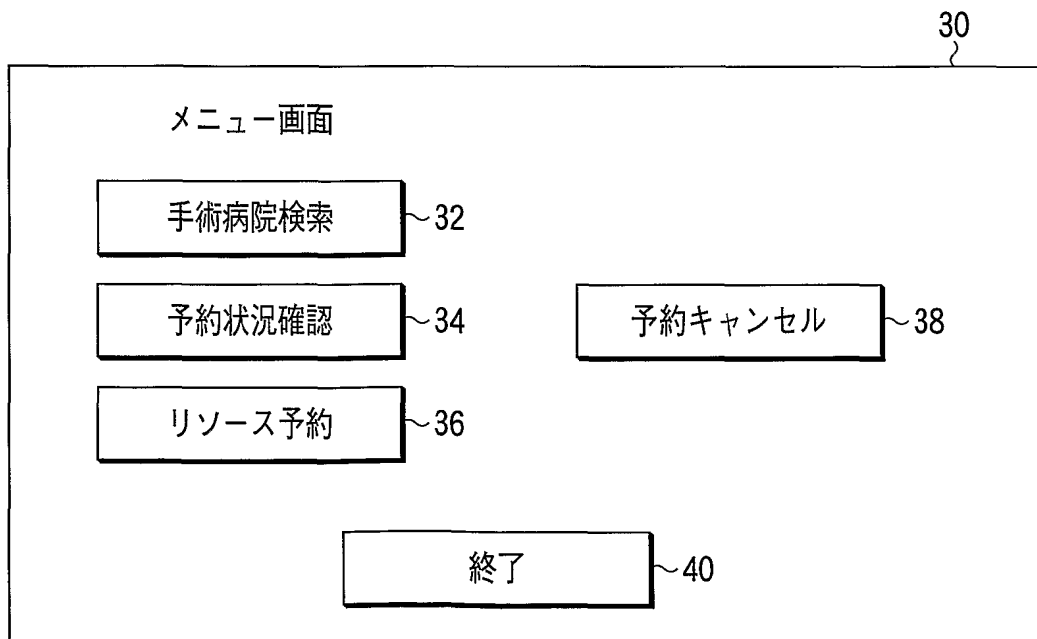 30
メニュー画面
手術病院検索 32
予約状況確認 34
予約キャンセル 38
リソース予約 36
終了 40